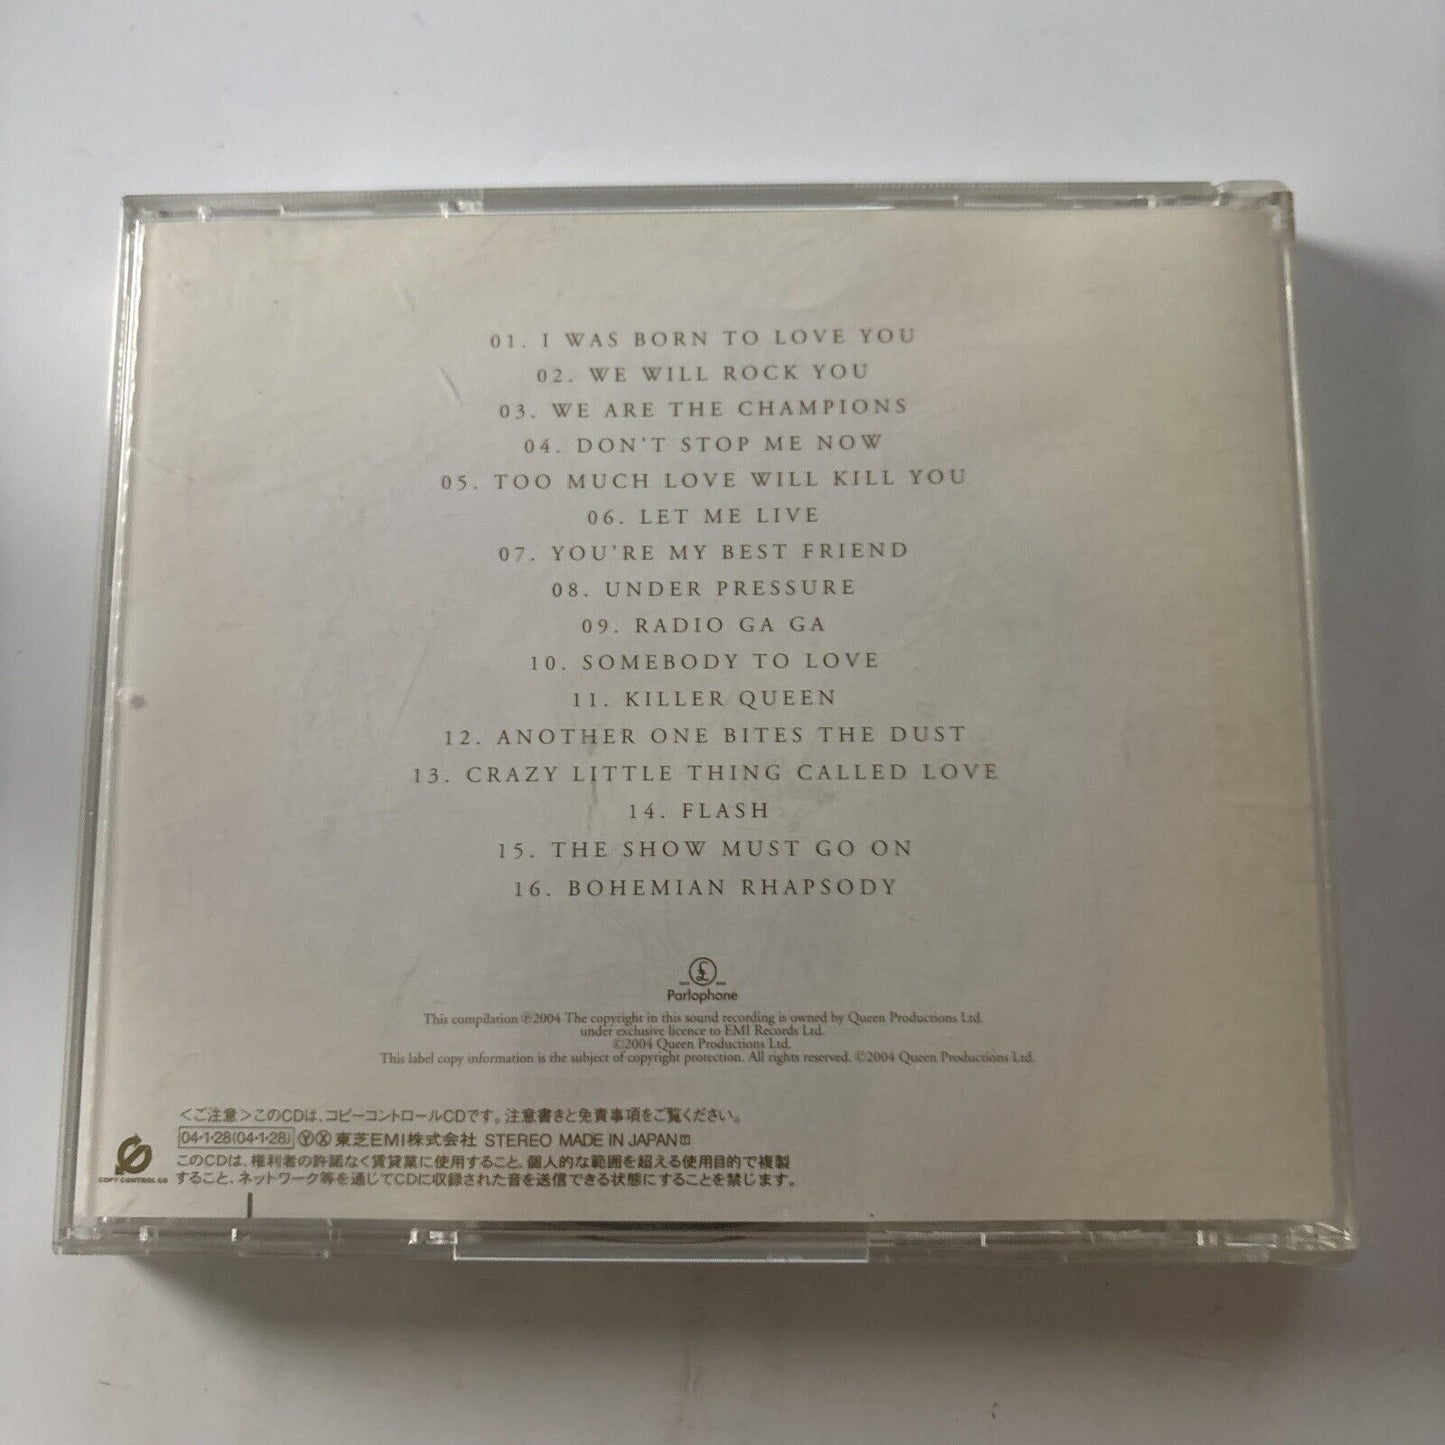 01. I WAS BORN TO LOVE YOU
02. WE WILL ROCK YOU
03. WE ARE THE CHAMPIONS
04. DON'T STOP ME NOW
05. TOO MUCH LOVE WILL KILL YOU
06. LET ME LIVE
07. YOU'RE MY BEST FRIEND
08. UNDER PRESSURE
09. RADIO GA GA
10. SOMEBODY TO LOVE
11. KILLER QUEEN
12. ANOTHER ONE BITES THE DUST
13. CRAZY LITTLE THING CALLED LOVE
14. FLASH
15. THE SHOW MUST GO ON
16. BOHEMIAN RHAPSODY
£
Parlophone
This compilation ℗2004 The copyright in this sound recording is owned by Queen Productions Ltd.
under exclusive licence to EMI Records Ltd.
©2004 Queen Productions Ltd.
This label copy information is the subject of copyright protection. All rights reserved. ©2004 Queen Productions Ltd.
<ご注意>このCDは、コピーコントロールCDです。注意書きと免責事項をご覧ください。
04・1・28(04・1・28) Ⓨ Ⓧ 東芝EMI株式会社 STEREO MADE IN JAPAN
このCDは、権利者の許諾なく賃貸業に使用すること、個人的な範囲を超える使用目的で複製
すること、ネットワーク等を通じてCDに収録された音を送信できる状態にすることを禁じます。
COPY CONTROL CD